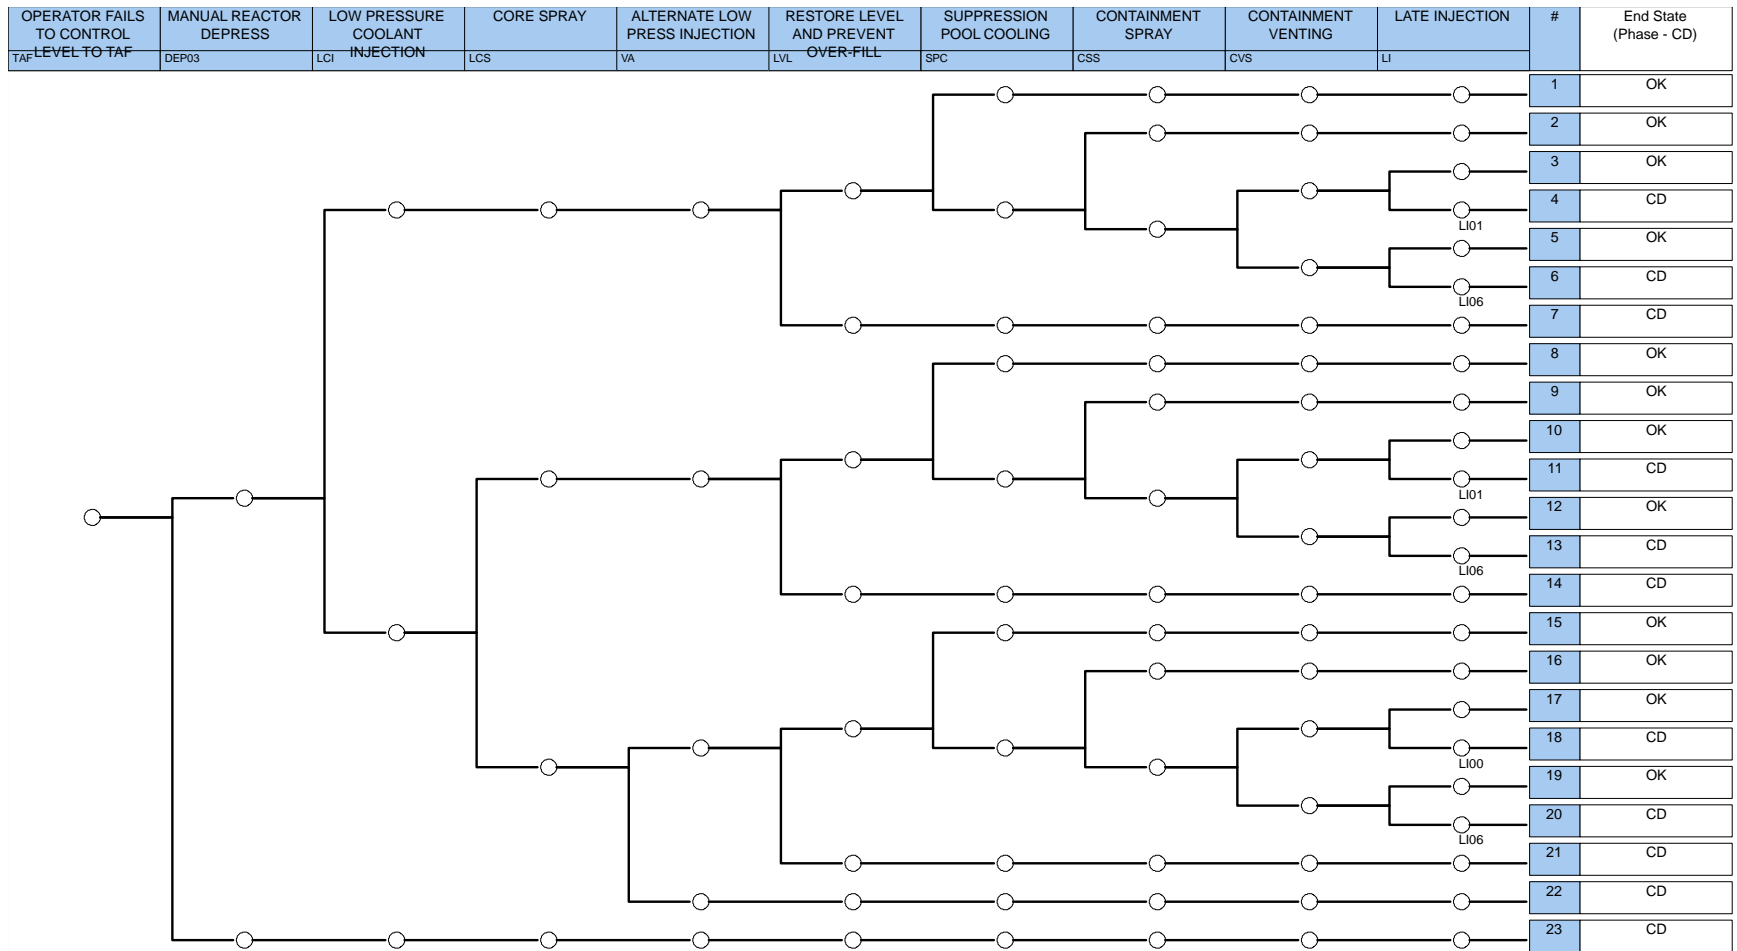 OPERATOR FAILS
TO CONTROL
LEVEL TO TAF
MANUAL REACTOR
DEPRESS
LOW PRESSURE
COOLANT
INJECTION
CORE SPRAY
ALTERNATE LOW
PRESS INJECTION
RESTORE LEVEL
AND PREVENT
OVER-FILL
SUPPRESSION
POOL COOLING
CONTAINMENT
SPRAY
CONTAINMENT
VENTING
LATE INJECTION
#
End State
(Phase - CD)
TAF
DEP03
LCI
LCS
VA
LVL
SPC
CSS
CVS
LI
1 OK
2 OK
3 OK
4 CD
LI01
5 OK
6 CD
LI06
7 CD
8 OK
9 OK
10 OK
11 CD
LI01
12 OK
13 CD
LI06
14 CD
15 OK
16 OK
17 OK
18 CD
LI00
19 OK
20 CD
LI06
21 CD
22 CD
23 CD